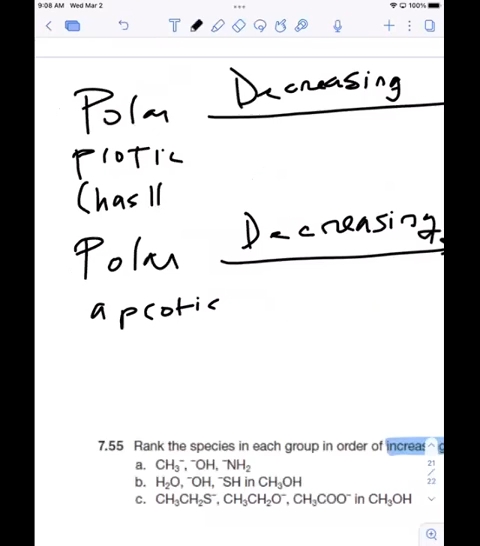 9:08 AM Wed Mar 2
100%
Decreasing
Polar
protic
Decreasing
Polar
aprotic
7.55 Rank the species in each group in order of increas
a. CH₃⁻, ⁻OH, ⁻NH₂
21
b. H₂O, ⁻OH, ⁻SH in CH₃OH
22
c. CH₃CH₂S⁻, CH₃CH₂O⁻, CH₃COO⁻ in CH₃OH